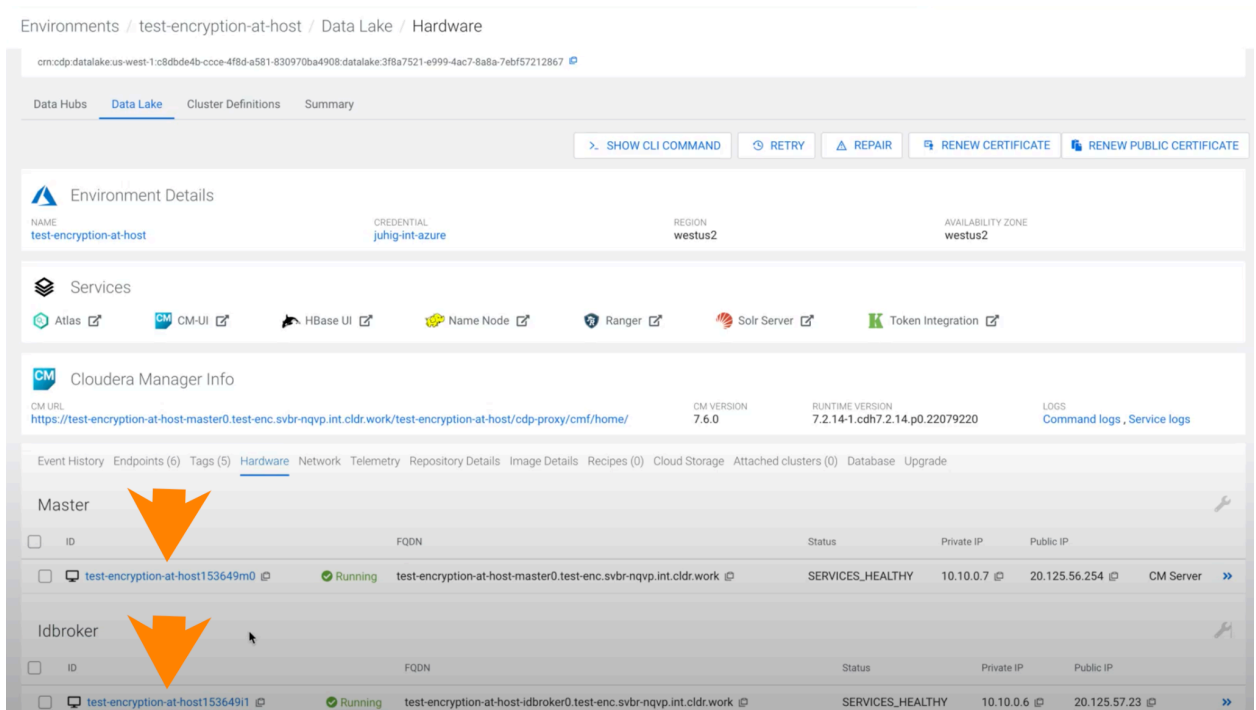 Environments / test-encryption-at-host / Data Lake / Hardware
crn:cdp:datalake:us-west-1:c8dbde4b-ccce-4f8d-a581-830970ba4908:datalake:3f8a7521-e999-4ac7-8a8a-7ebf57212867
Data Hubs Data Lake Cluster Definitions Summary
>_ SHOW CLI COMMAND RETRY REPAIR RENEW CERTIFICATE RENEW PUBLIC CERTIFICATE
Environment Details
NAME CREDENTIAL REGION AVAILABILITY ZONE
test-encryption-at-host juhig-int-azure westus2 westus2
Services
Atlas CM CM-UI HBase UI Name Node Ranger Solr Server Token Integration
CM Cloudera Manager Info
CM URL CM VERSION RUNTIME VERSION LOGS
https://test-encryption-at-host-master0.test-enc.svbr-nqvp.int.cldr.work/test-encryption-at-host/cdp-proxy/cmf/home/ 7.6.0 7.2.14-1.cdh7.2.14.p0.22079220 Command logs , Service logs
Event History Endpoints (6) Tags (5) Hardware Network Telemetry Repository Details Image Details Recipes (0) Cloud Storage Attached clusters (0) Database Upgrade
Master
ID FQDN Status Private IP Public IP
test-encryption-at-host153649m0 Running test-encryption-at-host-master0.test-enc.svbr-nqvp.int.cldr.work SERVICES_HEALTHY 10.10.0.7 20.125.56.254 CM Server »
Idbroker
ID FQDN Status Private IP Public IP
test-encryption-at-host153649i1 Running test-encryption-at-host-idbroker0.test-enc.svbr-nqvp.int.cldr.work SERVICES_HEALTHY 10.10.0.6 20.125.57.23 »